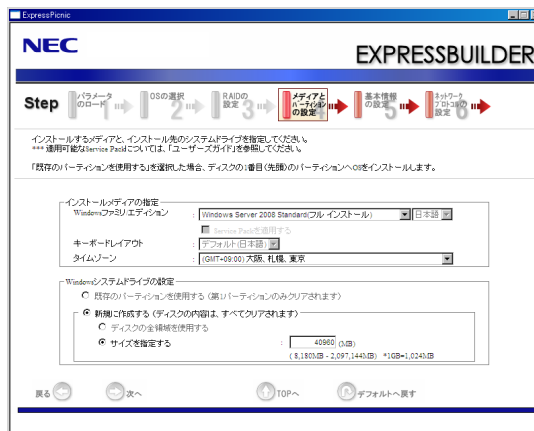 ExpressPicnic
NEC
EXPRESSBUILDER
Step
パラメータ
のロード 1
OSの選択 2
RAIDの
設定 3
メディアと
パーティション
の設定 4
基本情報
の設定 5
ネットワーク
プロトコルの
設定 6
インストールするメディアと、インストール先のシステムドライブを指定してください。
*** 適用可能なService Packについては、「ユーザーズガイド」を参照してください。
「既存のパーティションを使用する」を選択した場合、ディスクの1番目(先頭)のパーティションへOSをインストールします。
インストールメディアの指定
Windowsファミリ/エディション : Windows Server 2008 Standard(フル インストール) 日本語
Service Packを適用する
キーボードレイアウト : デフォルト(日本語)
タイムゾーン : (GMT+09:00) 大阪、札幌、東京
Windowsシステムドライブの設定
既存のパーティションを使用する (第1パーティションのみクリアされます)
新規に作成する (ディスクの内容は、すべてクリアされます)
ディスクの全領域を使用する
サイズを指定する : 40960 (MB)
( 8,180MB - 2,097,144MB) *1GB=1,024MB
戻る 次へ TOPへ デフォルトへ戻す